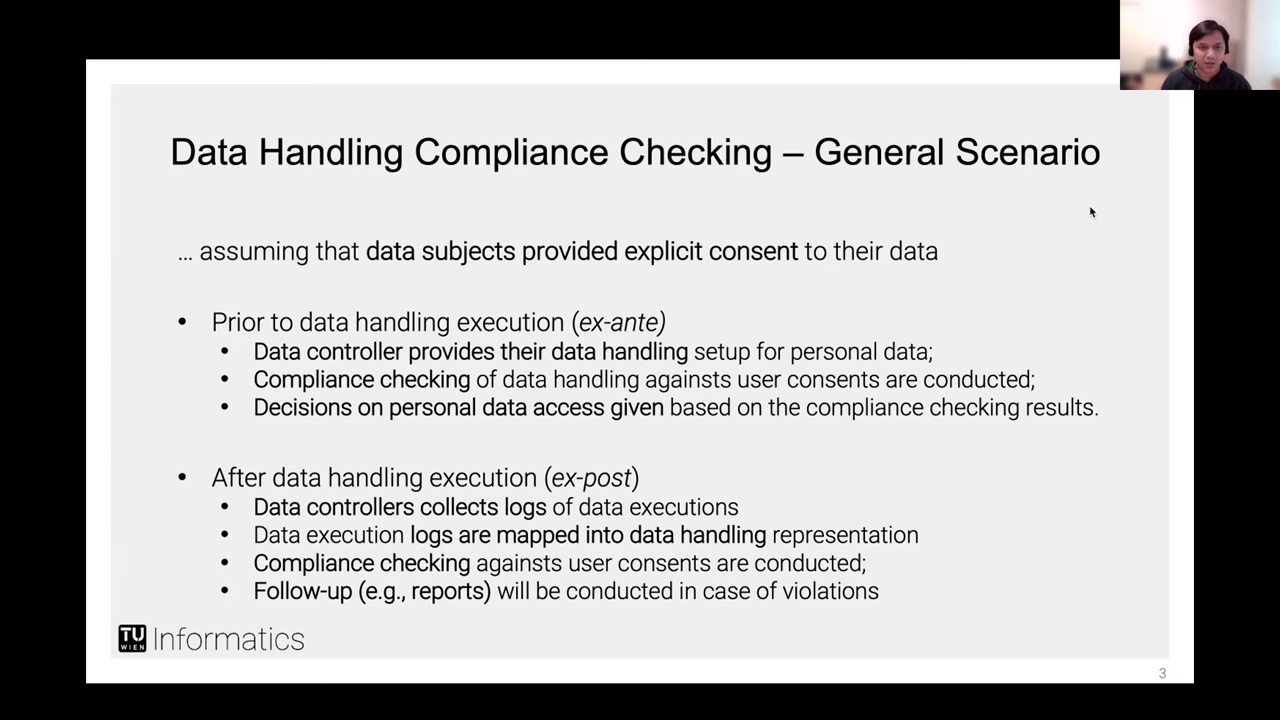 Data Handling Compliance Checking – General Scenario
... assuming that data subjects provided explicit consent to their data
• Prior to data handling execution (ex-ante)
• Data controller provides their data handling setup for personal data;
• Compliance checking of data handling againsts user consents are conducted;
• Decisions on personal data access given based on the compliance checking results.
• After data handling execution (ex-post)
• Data controllers collects logs of data executions
• Data execution logs are mapped into data handling representation
• Compliance checking againsts user consents are conducted;
• Follow-up (e.g., reports) will be conducted in case of violations
TU
WIEN
Informatics
3